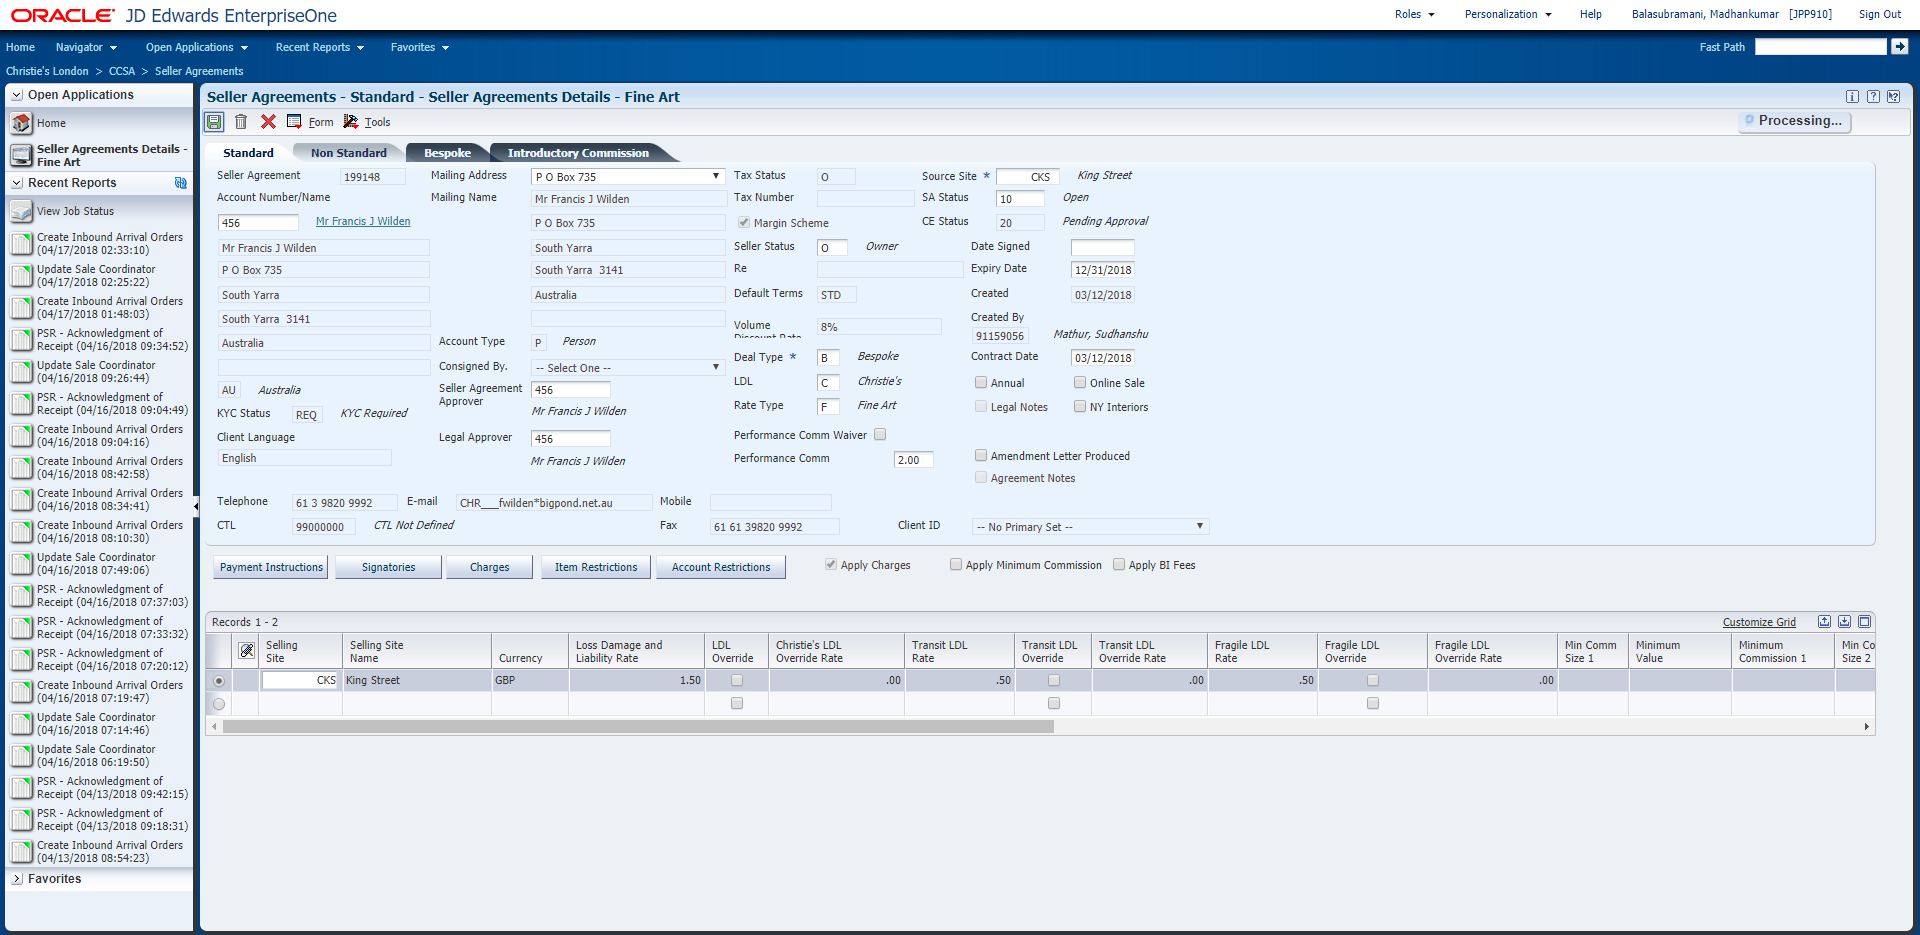 ORACLE JD Edwards EnterpriseOne
Roles Personalization Help Balasubramani, Madhankumar [JPP910] Sign Out
Home Navigator Open Applications Recent Reports Favorites Fast Path
Christie's London > CCSA > Seller Agreements
Open Applications
Home
Seller Agreements Details -
Fine Art
Recent Reports
View Job Status
Create Inbound Arrival Orders
(04/17/2018 02:33:10)
Update Sale Coordinator
(04/17/2018 02:25:22)
Create Inbound Arrival Orders
(04/17/2018 01:48:03)
PSR - Acknowledgment of
Receipt (04/16/2018 09:34:52)
Update Sale Coordinator
(04/16/2018 09:26:44)
PSR - Acknowledgment of
Receipt (04/16/2018 09:04:49)
Create Inbound Arrival Orders
(04/16/2018 09:04:16)
Create Inbound Arrival Orders
(04/16/2018 08:42:58)
Create Inbound Arrival Orders
(04/16/2018 08:34:41)
Create Inbound Arrival Orders
(04/16/2018 08:10:30)
Update Sale Coordinator
(04/16/2018 07:49:06)
PSR - Acknowledgment of
Receipt (04/16/2018 07:37:03)
PSR - Acknowledgment of
Receipt (04/16/2018 07:33:32)
PSR - Acknowledgment of
Receipt (04/16/2018 07:20:12)
Create Inbound Arrival Orders
(04/16/2018 07:19:47)
Update Sale Coordinator
(04/16/2018 07:14:46)
Update Sale Coordinator
(04/16/2018 06:19:50)
PSR - Acknowledgment of
Receipt (04/13/2018 09:42:15)
PSR - Acknowledgment of
Receipt (04/13/2018 09:18:31)
Create Inbound Arrival Orders
(04/13/2018 08:54:23)
Favorites
Seller Agreements - Standard - Seller Agreements Details - Fine Art
Form Tools Processing...
Standard Non Standard Bespoke Introductory Commission
Seller Agreement 199148 Mailing Address P O Box 735 Tax Status O Source Site * CKS King Street
Account Number/Name Mailing Name Mr Francis J Wilden Tax Number SA Status 10 Open
456 Mr Francis J Wilden P O Box 735 Margin Scheme CE Status 20 Pending Approval
Mr Francis J Wilden South Yarra Seller Status O Owner Date Signed
P O Box 735 South Yarra 3141 Re Expiry Date 12/31/2018
South Yarra Australia Default Terms STD Created 03/12/2018
South Yarra 3141 Created By
Volume 8% 91159056 Mathur, Sudhanshu
Discount Rate
Australia Account Type P Person
Consigned By. -- Select One -- Deal Type * B Bespoke Contract Date 03/12/2018
AU Australia Seller Agreement 456 LDL C Christie's Annual Online Sale
Approver
KYC Status REQ KYC Required Mr Francis J Wilden Rate Type F Fine Art Legal Notes NY Interiors
Client Language Legal Approver 456 Performance Comm Waiver
English Mr Francis J Wilden Performance Comm 2.00 Amendment Letter Produced
Agreement Notes
Telephone 61 3 9820 9992 E-mail CHR___fwilden*bigpond.net.au Mobile
CTL 99000000 CTL Not Defined Fax 61 61 39820 9992 Client ID -- No Primary Set --
Payment Instructions Signatories Charges Item Restrictions Account Restrictions Apply Charges Apply Minimum Commission Apply BI Fees
Records 1 - 2 Customize Grid
Selling Selling Site Loss Damage and LDL Christie's LDL Transit LDL Transit LDL Transit LDL Fragile LDL Fragile LDL Fragile LDL Min Comm Minimum Minimum Min Co
Site Name Currency Liability Rate Override Override Rate Rate Override Override Rate Rate Override Override Rate Size 1 Value Commission 1 Size 2
CKS King Street GBP 1.50 .00 .50 .00 .50 .00